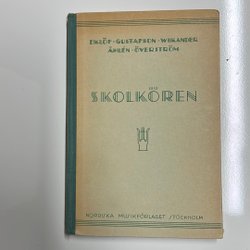 EKLÖF · GUSTAFSON · WIKANDER
ÅHLÉN · ÖVERSTRÖM
SKOLKÖREN
NORDISKA MUSIKFÖRLAGET STOCKHOLM